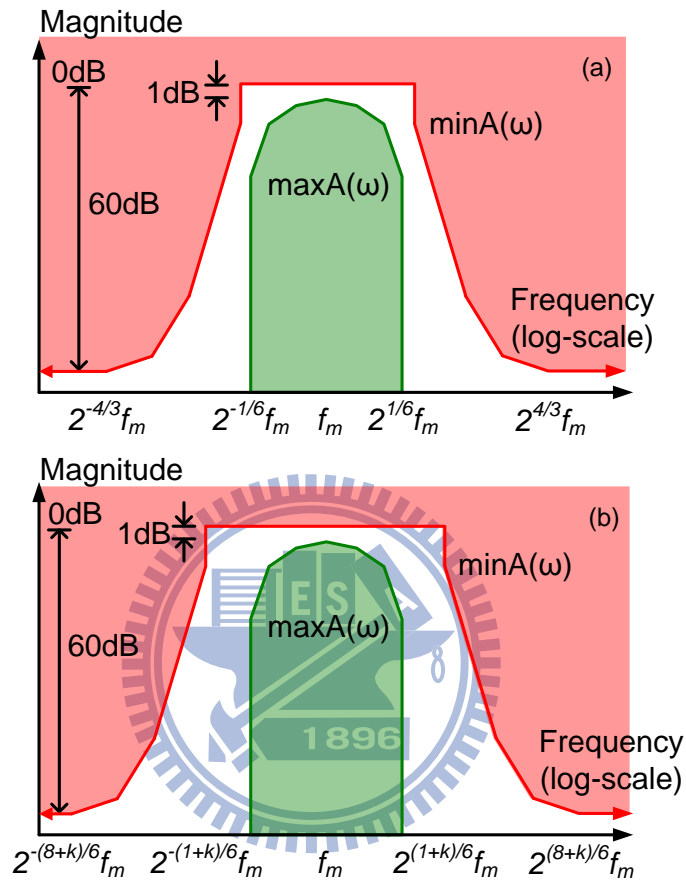 Magnitude
0dB
(a)
1dB
minA(ω)
maxA(ω)
60dB
Frequency
(log-scale)
2^{-4/3}f_m 2^{-1/6}f_m f_m 2^{1/6}f_m 2^{4/3}f_m
Magnitude
0dB
(b)
1dB
minA(ω)
ES
maxA(ω)
60dB
1896
Frequency
(log-scale)
2^{-(8+k)/6}f_m 2^{-(1+k)/6}f_m f_m 2^{(1+k)/6}f_m 2^{(8+k)/6}f_m